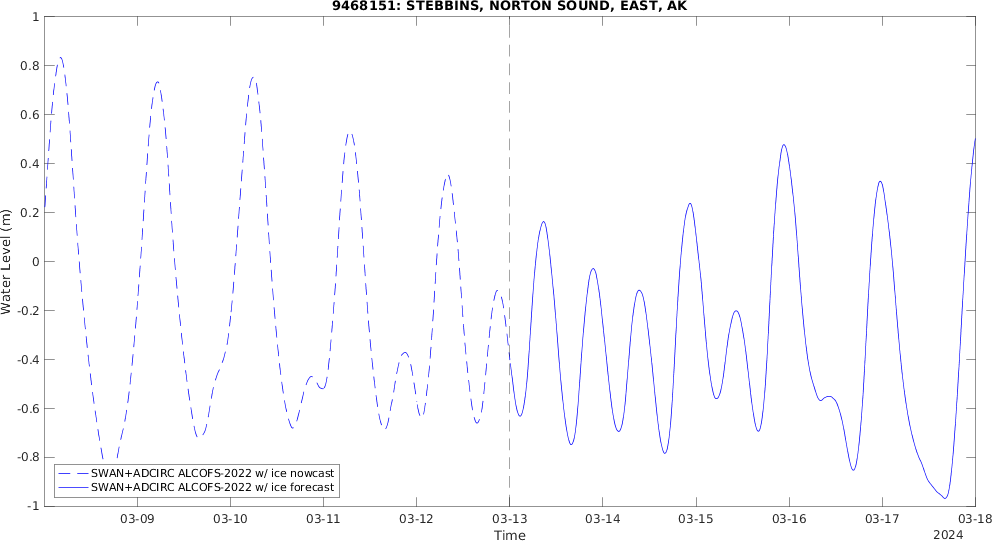 9468151: STEBBINS, NORTON SOUND, EAST, AK
1
0.8
0.6
0.4
0.2
0
-0.2
-0.4
-0.6
-0.8
-1
Water Level (m)
SWAN+ADCIRC ALCOFS-2022 w/ ice nowcast
SWAN+ADCIRC ALCOFS-2022 w/ ice forecast
03-09 03-10 03-11 03-12 03-13 03-14 03-15 03-16 03-17 03-18
Time
2024